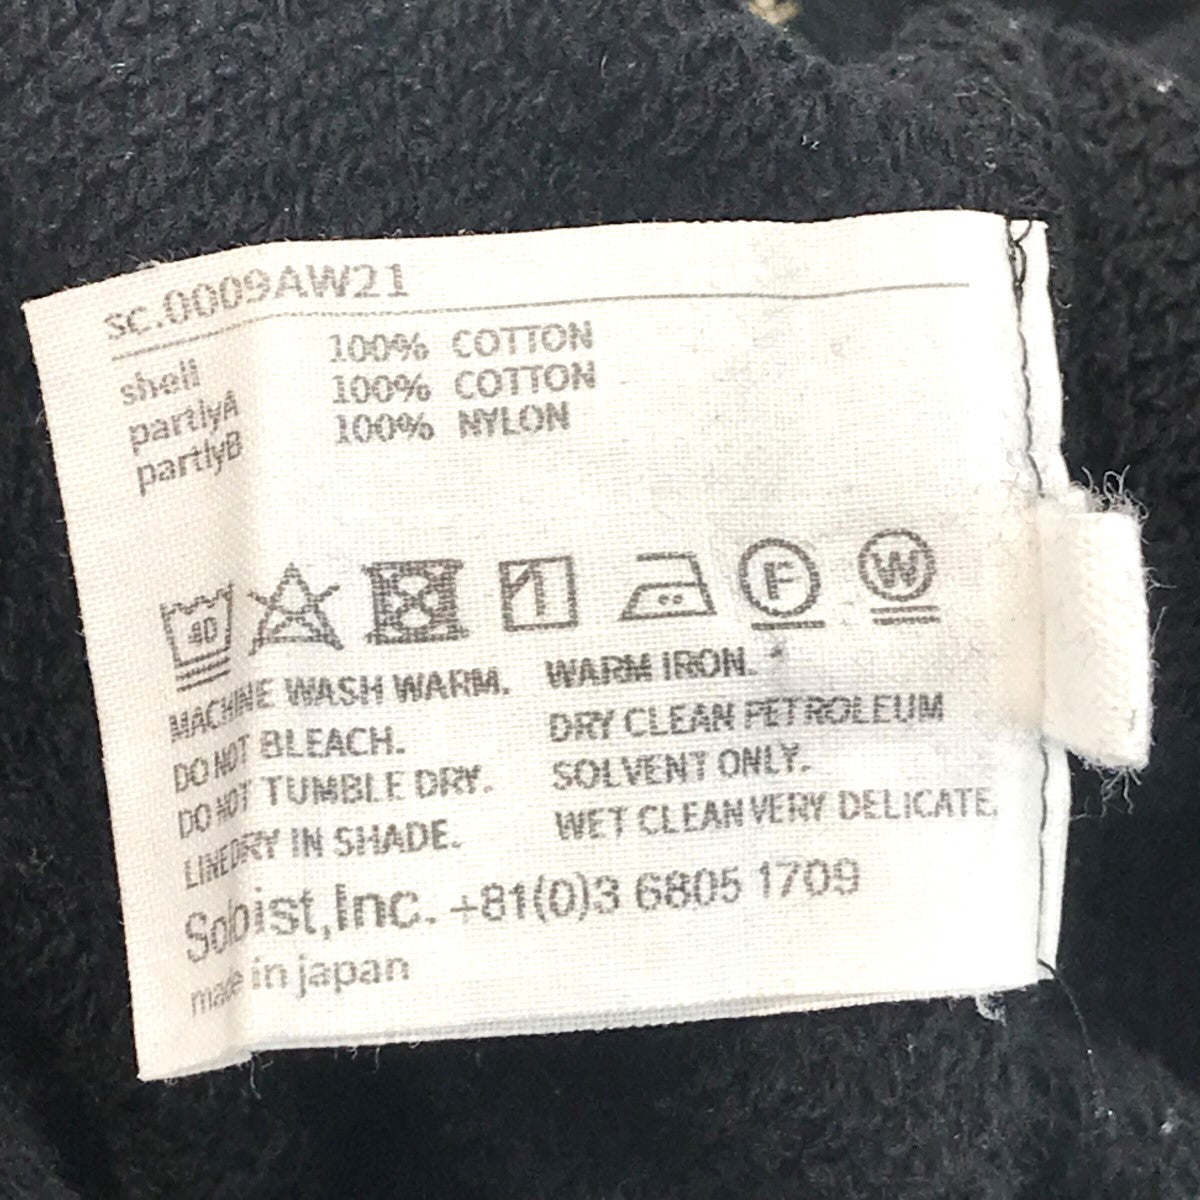 sc.0009AW21
shell 100% COTTON
partlyA 100% COTTON
partlyB 100% NYLON
40 F W
MACHINE WASH WARM. WARM IRON.
DO NOT BLEACH. DRY CLEAN PETROLEUM
DO NOT TUMBLE DRY. SOLVENT ONLY.
LINE DRY IN SHADE. WET CLEAN VERY DELICATE.
Soloist,Inc. +81(0)3 6805 1709
made in japan